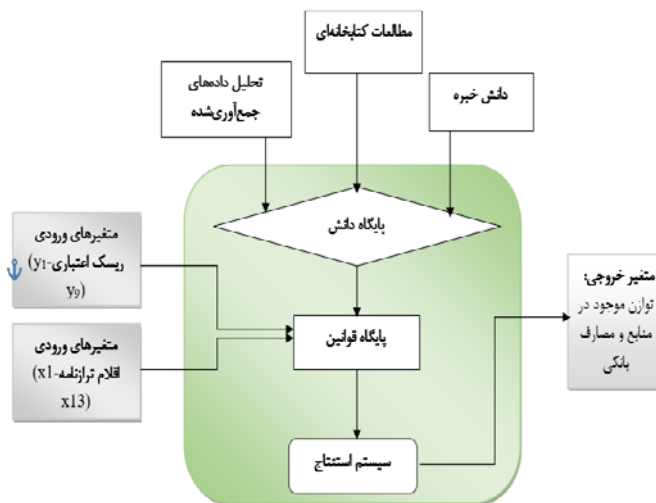 مطالعات کتابخانه‌ای
تحلیل داده‌های
جمع‌آوری‌شده
دانش خبره
پایگاه دانش
متغیرهای ورودی
ریسک اعتباری-y1)
(y9
متغیرهای ورودی
اقلام ترازنامه-x1)
(x13
پایگاه قوانین
سیستم استنتاج
متغیر خروجی:
توازن موجود در
منابع و مصارف
بانکی